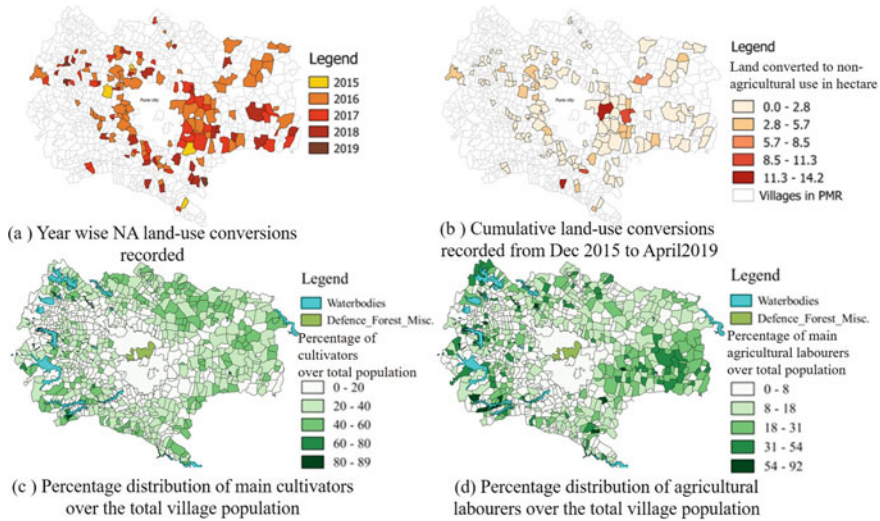 Legend
2015
2016
2017
2018
2019
Pune city
(a ) Year wise NA land-use conversions
recorded
Legend
Land converted to non-
agricultural use in hectare
0.0 - 2.8
2.8 - 5.7
5.7 - 8.5
8.5 - 11.3
11.3 - 14.2
Villages in PMR
Pune city
(b ) Cumulative land-use conversions
recorded from Dec 2015 to April2019
Legend
Waterbodies
Defence_Forest_Misc.
Percentage of
cultivators
over total
population
0 - 20
20 - 40
40 - 60
60 - 80
80 - 89
(c ) Percentage distribution of main cultivators
over the total village population
Legend
Waterbodies
Defence_Forest_Misc.
Percentage of main
agricultural labourers
over total population
0 - 8
8 - 18
18 - 31
31 - 54
54 - 92
(d) Percentage distribution of agricultural
labourers over the total village population